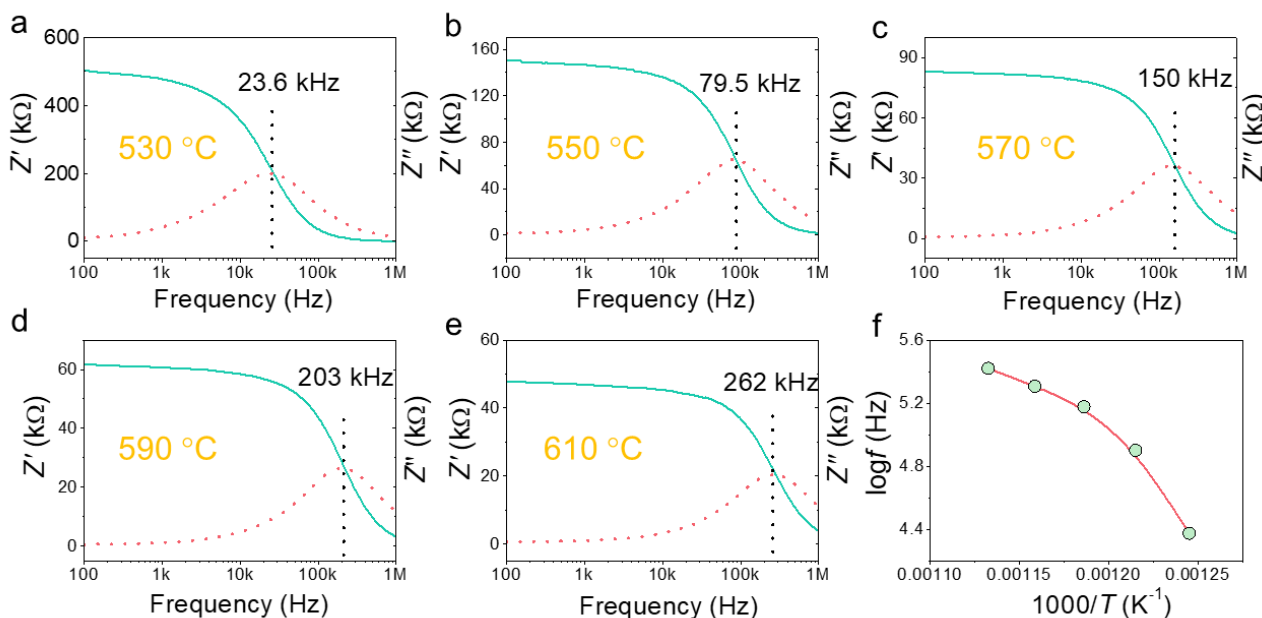 a
600
400
200
0
Z′ (kΩ)
Z″ (kΩ)
23.6 kHz
530 °C
100 1k 10k 100k 1M
Frequency (Hz)
b
160
120
80
40
0
Z′ (kΩ)
Z″ (kΩ)
79.5 kHz
550 °C
100 1k 10k 100k 1M
Frequency (Hz)
c
90
60
30
0
Z′ (kΩ)
Z″ (kΩ)
150 kHz
570 °C
100 1k 10k 100k 1M
Frequency (Hz)
d
60
40
20
0
Z′ (kΩ)
Z″ (kΩ)
203 kHz
590 °C
100 1k 10k 100k 1M
Frequency (Hz)
e
60
40
20
0
Z′ (kΩ)
Z″ (kΩ)
262 kHz
610 °C
100 1k 10k 100k 1M
Frequency (Hz)
f
5.6
5.2
4.8
4.4
logf (Hz)
0.00110 0.00115 0.00120 0.00125
1000/T (K⁻¹)